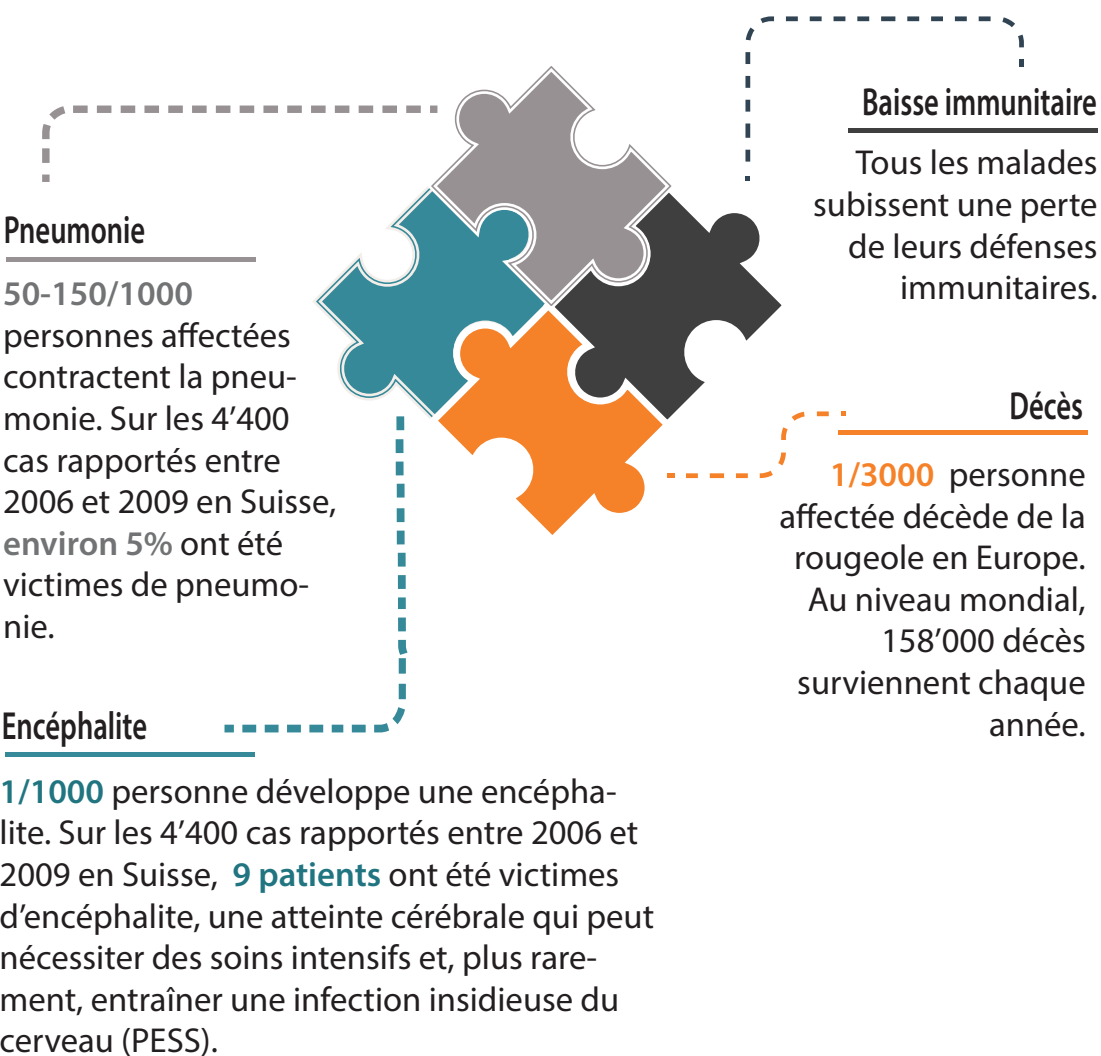 Baisse immunitaire
Tous les malades
subissent une perte
de leurs défenses
immunitaires.
Pneumonie
50-150/1000
personnes affectées
contractent la pneu-
monie. Sur les 4’400
cas rapportés entre
2006 et 2009 en Suisse,
environ 5% ont été
victimes de pneumo-
nie.
Décès
1/3000 personne
affectée décède de la
rougeole en Europe.
Au niveau mondial,
158’000 décès
surviennent chaque
année.
Encéphalite
1/1000 personne développe une encépha-
lite. Sur les 4’400 cas rapportés entre 2006 et
2009 en Suisse, 9 patients ont été victimes
d’encéphalite, une atteinte cérébrale qui peut
nécessiter des soins intensifs et, plus rare-
ment, entraîner une infection insidieuse du
cerveau (PESS).